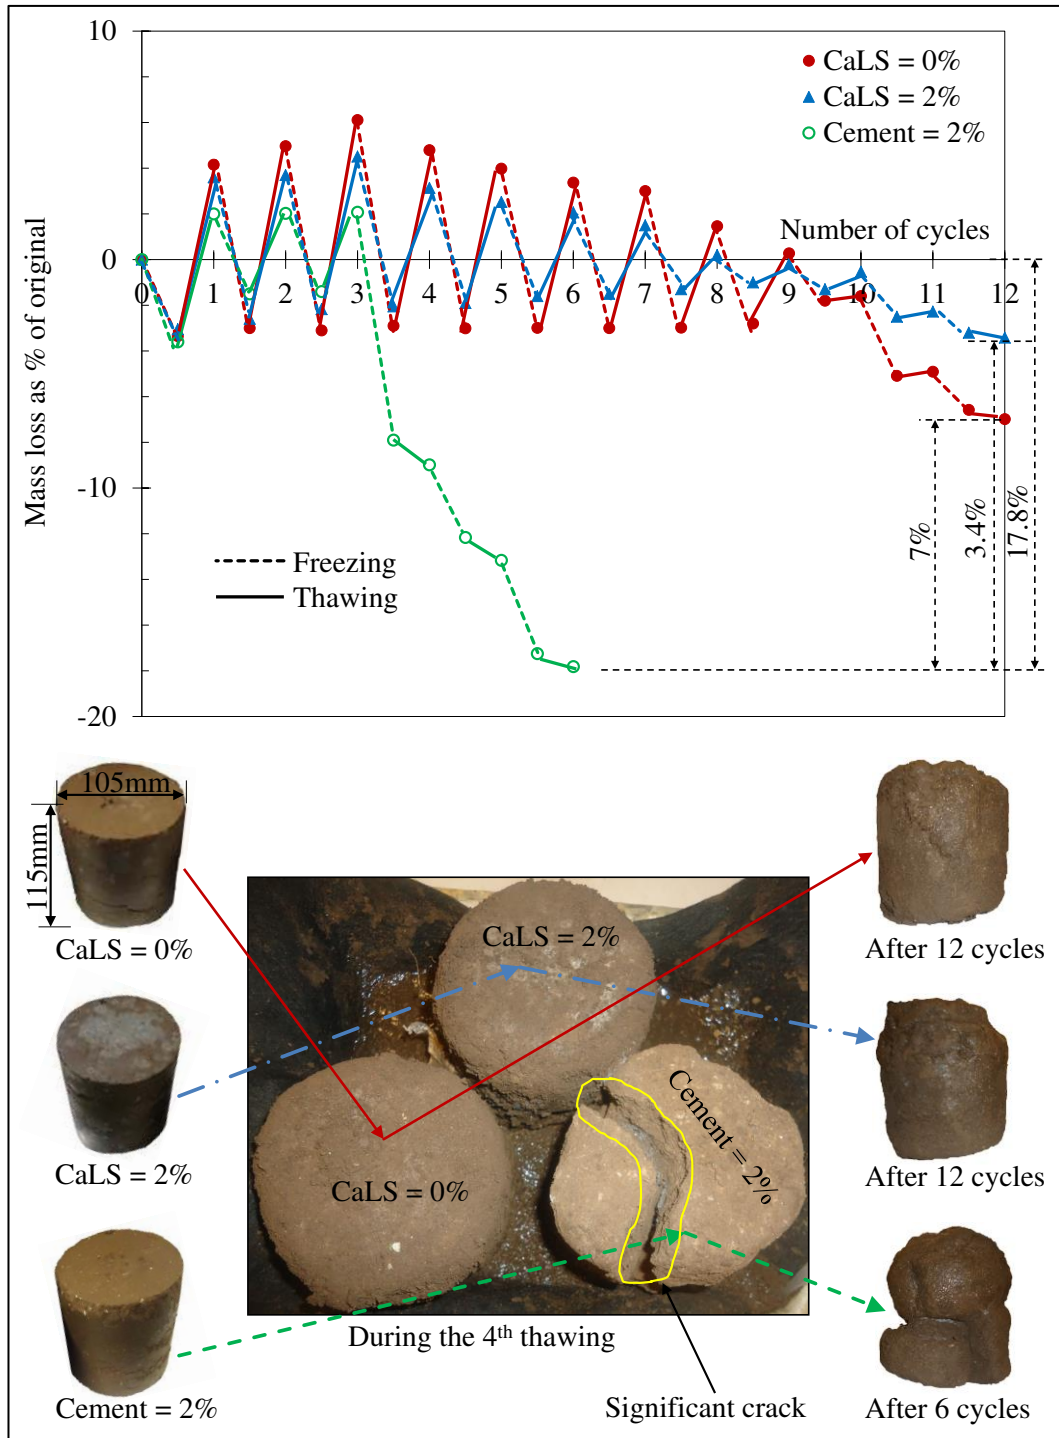 10
CaLS = 0%
CaLS = 2%
Cement = 2%
Mass loss as % of original
Number of cycles
0
0 1 2 3 4 5 6 7 8 9 10 11 12
-10
7%
3.4%
17.8%
Freezing
Thawing
-20
105mm
115mm
CaLS = 0%
After 12 cycles
CaLS = 2%
CaLS = 2%
After 12 cycles
CaLS = 0%
Cement = 2%
During the 4th thawing
Cement = 2%
Significant crack
After 6 cycles